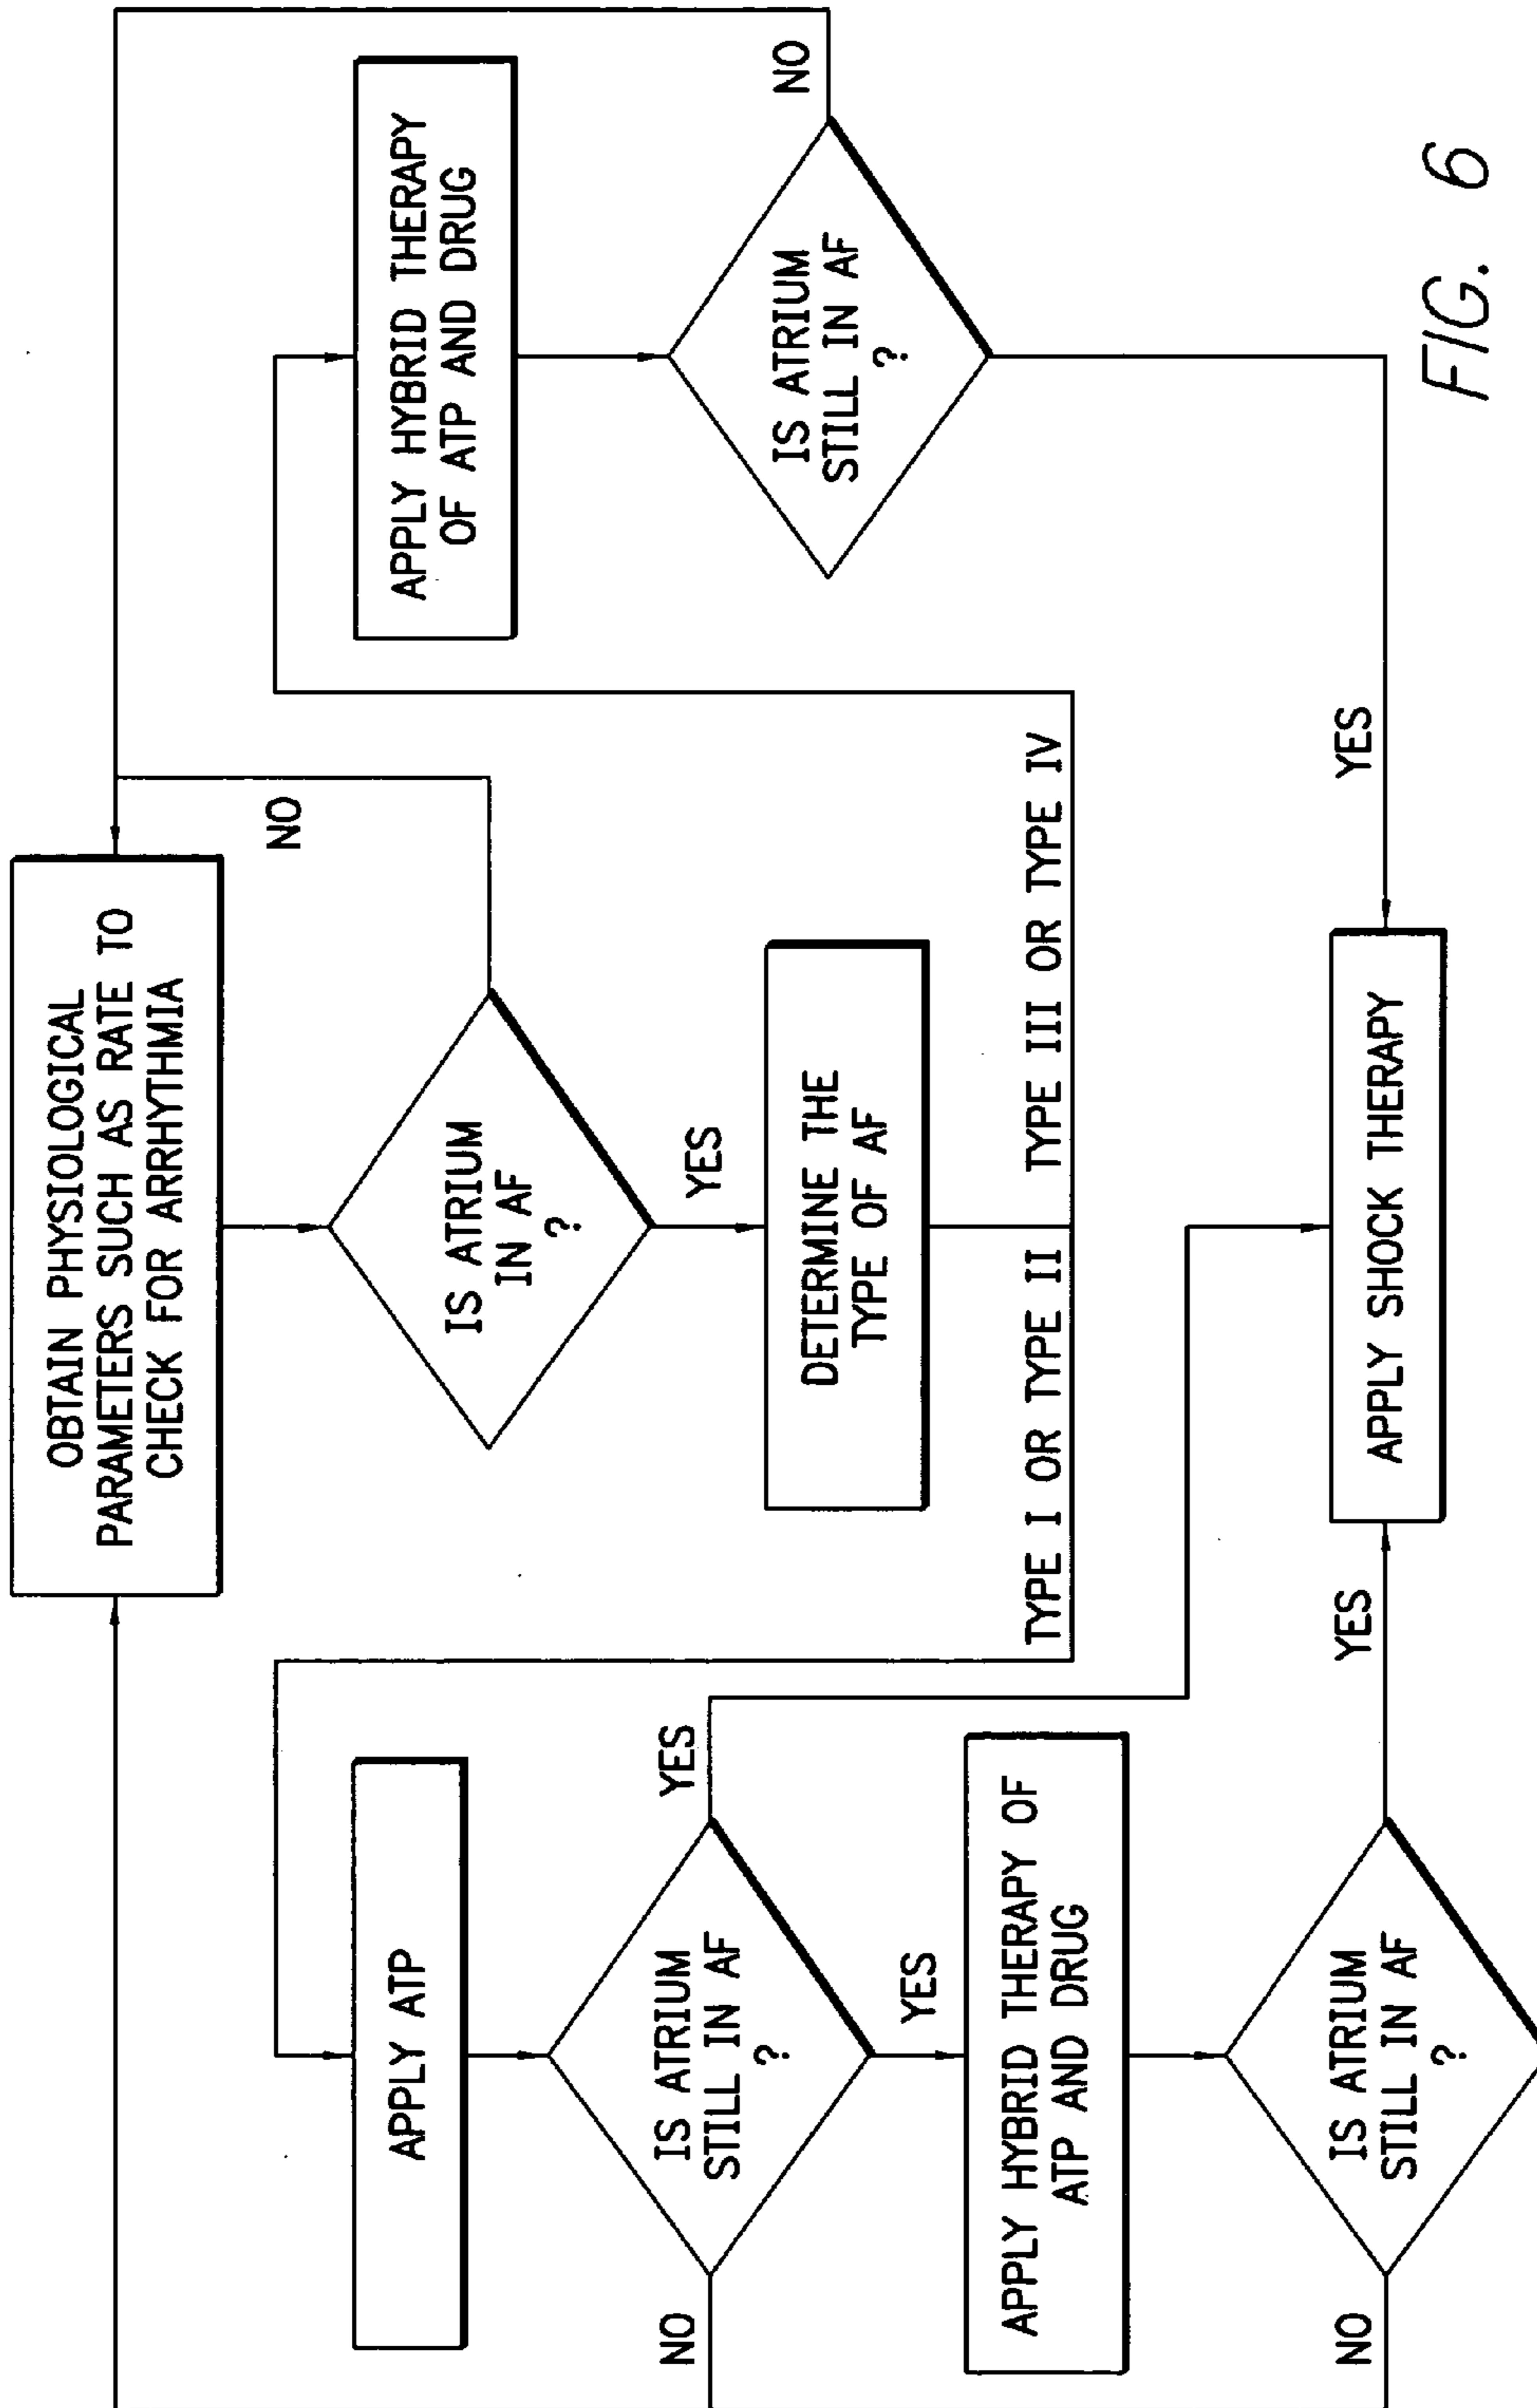 OBTAIN PHYSIOLOGICAL
PARAMETERS SUCH AS RATE TO
CHECK FOR ARRHYTHMIA
NO
IS ATRIUM
IN AF
?
YES
DETERMINE THE
TYPE OF AF
TYPE I OR TYPE II
TYPE III OR TYPE IV
APPLY ATP
IS ATRIUM
STILL IN AF
?
YES
NO
YES
APPLY HYBRID THERAPY OF
ATP AND DRUG
IS ATRIUM
STILL IN AF
?
NO
YES
APPLY SHOCK THERAPY
APPLY HYBRID THERAPY
OF ATP AND DRUG
IS ATRIUM
STILL IN AF
?
NO
YES
FIG. 6